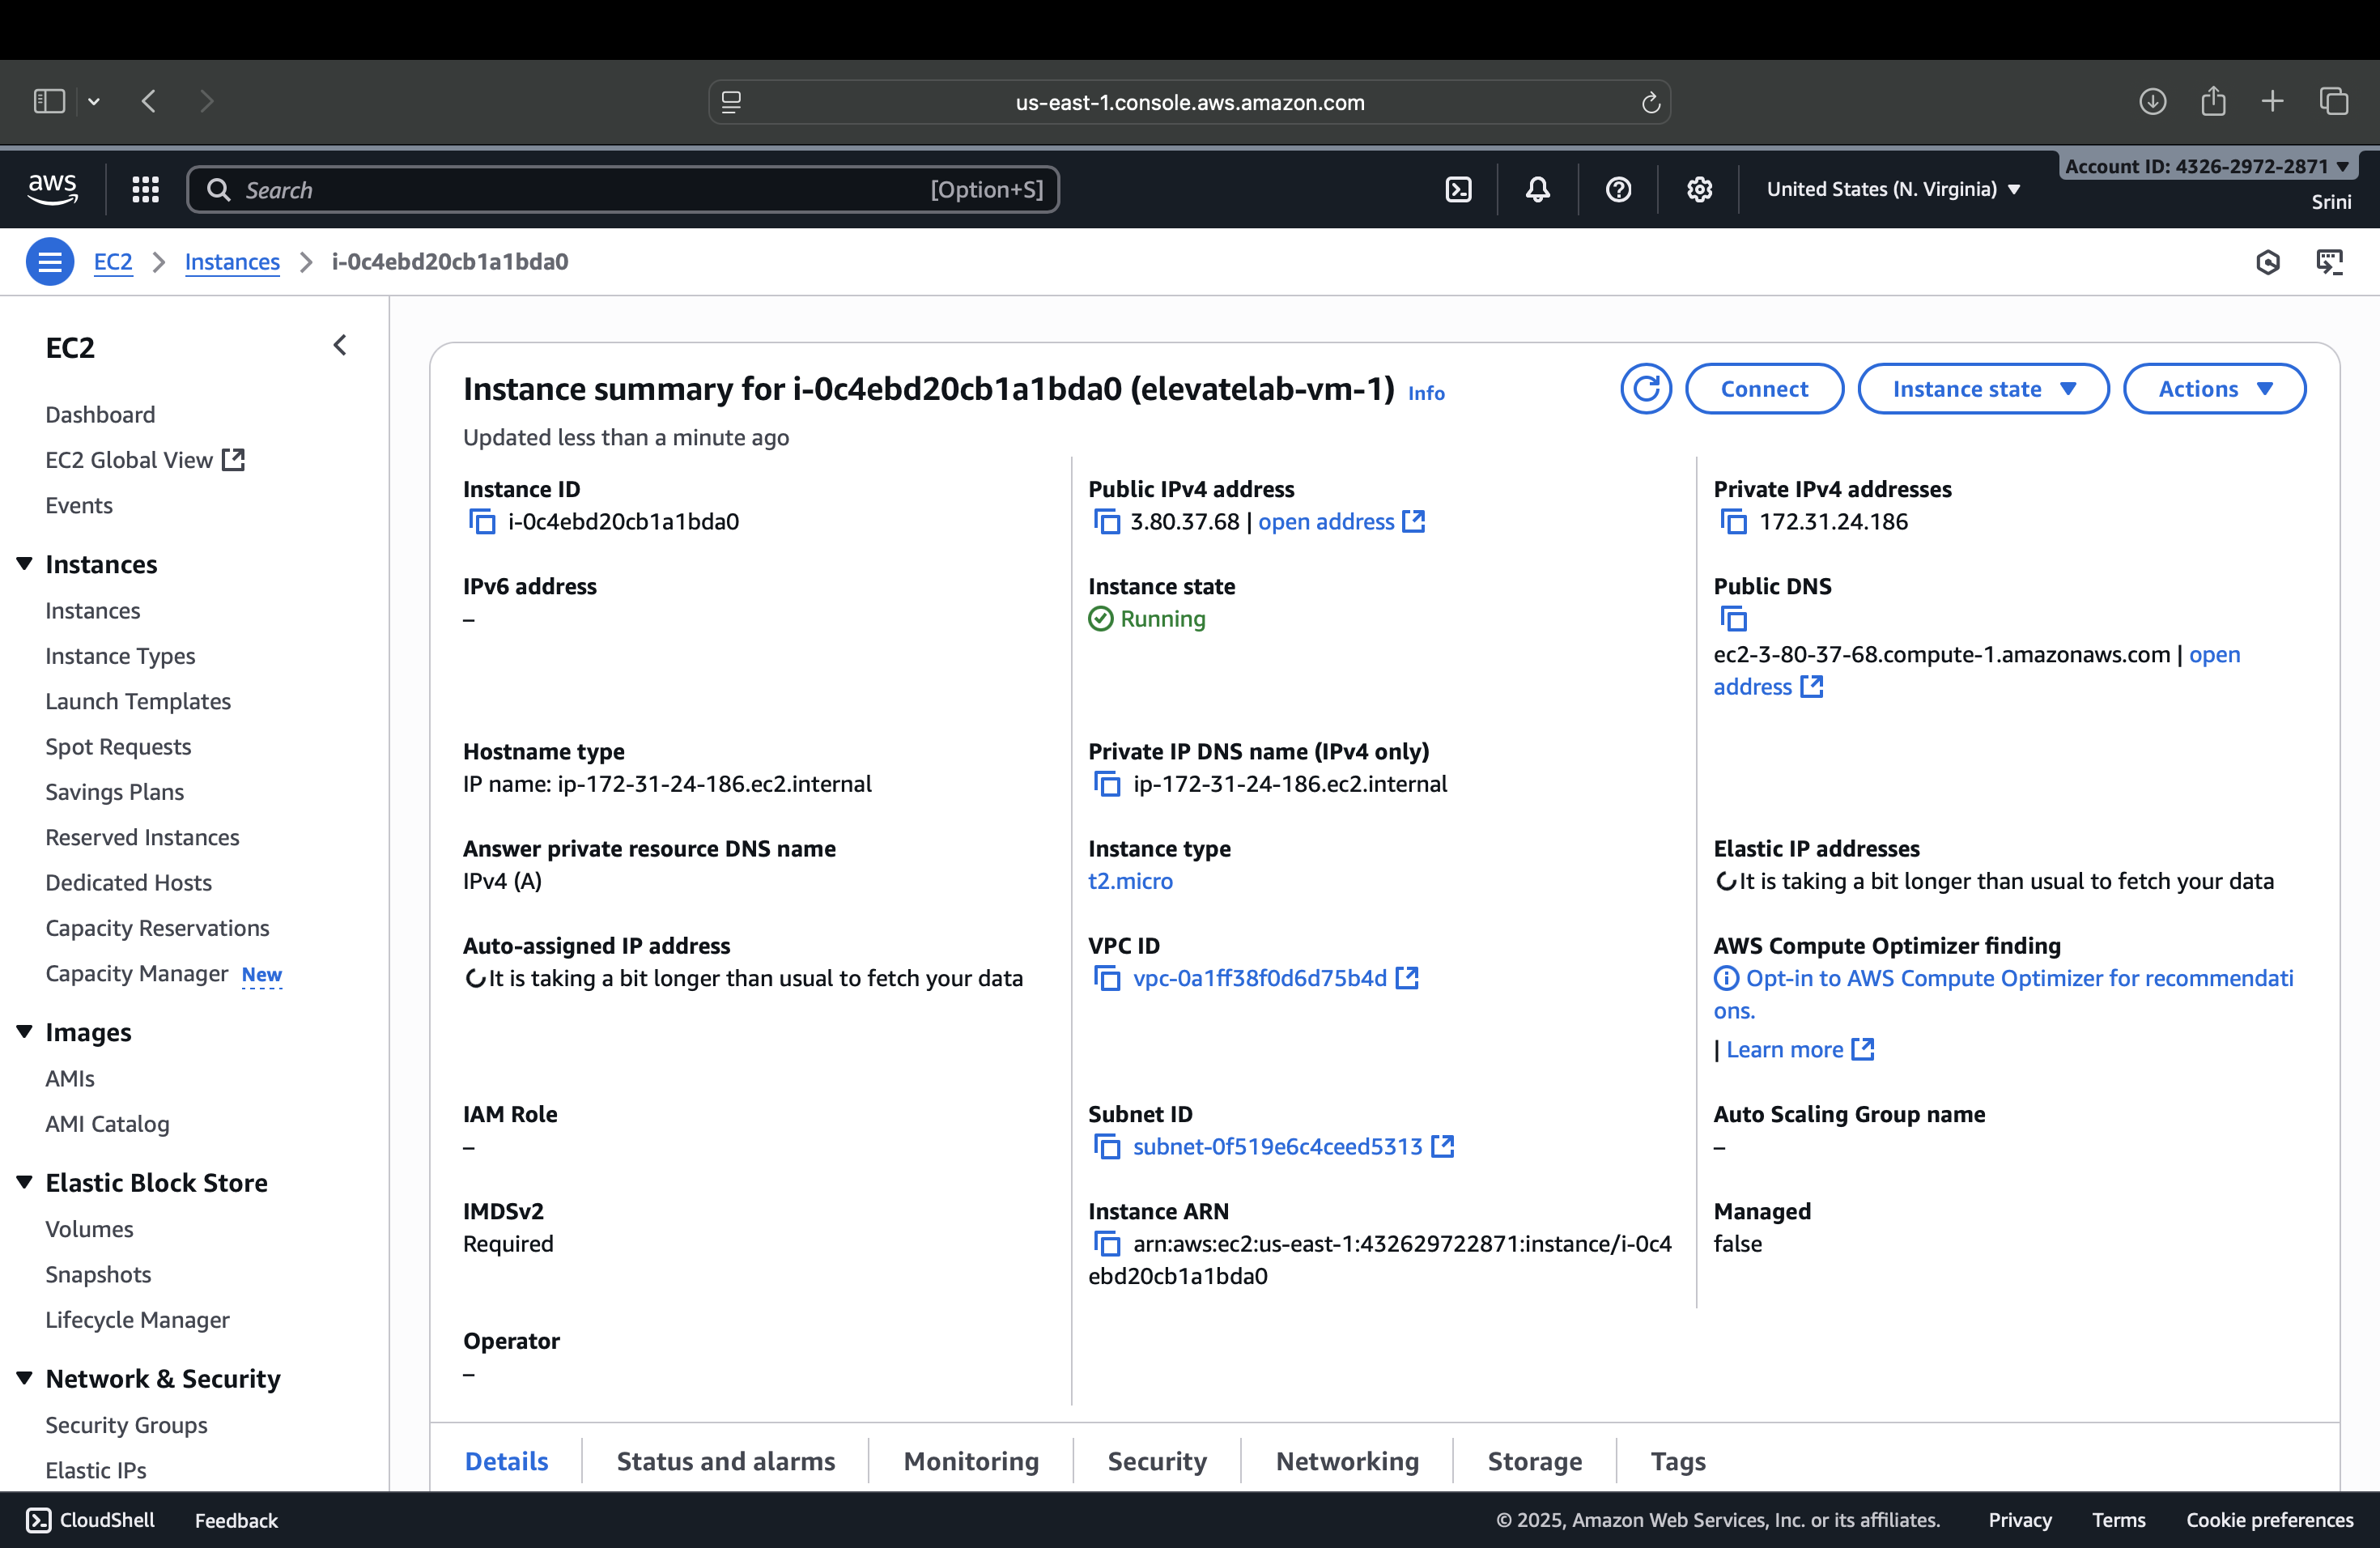 us-east-1.console.aws.amazon.com
aws
Search
[Option+S]
United States (N. Virginia)
Account ID: 4326-2972-2871
Srini
EC2
Instances
i-0c4ebd20cb1a1bda0
EC2
Dashboard
EC2 Global View
Events
Instances
Instances
Instance Types
Launch Templates
Spot Requests
Savings Plans
Reserved Instances
Dedicated Hosts
Capacity Reservations
Capacity Manager New
Images
AMIs
AMI Catalog
Elastic Block Store
Volumes
Snapshots
Lifecycle Manager
Network & Security
Security Groups
Elastic IPs
Instance summary for i-0c4ebd20cb1a1bda0 (elevatelab-vm-1) Info
Updated less than a minute ago
Connect
Instance state
Actions
Instance ID
i-0c4ebd20cb1a1bda0
Public IPv4 address
3.80.37.68 | open address
Private IPv4 addresses
172.31.24.186
IPv6 address
–
Instance state
Running
Public DNS
ec2-3-80-37-68.compute-1.amazonaws.com | open
address
Hostname type
IP name: ip-172-31-24-186.ec2.internal
Private IP DNS name (IPv4 only)
ip-172-31-24-186.ec2.internal
Answer private resource DNS name
IPv4 (A)
Instance type
t2.micro
Elastic IP addresses
It is taking a bit longer than usual to fetch your data
Auto-assigned IP address
It is taking a bit longer than usual to fetch your data
VPC ID
vpc-0a1ff38f0d6d75b4d
AWS Compute Optimizer finding
Opt-in to AWS Compute Optimizer for recommendati
ons.
| Learn more
IAM Role
–
Subnet ID
subnet-0f519e6c4ceed5313
Auto Scaling Group name
–
IMDSv2
Required
Instance ARN
arn:aws:ec2:us-east-1:432629722871:instance/i-0c4
ebd20cb1a1bda0
Managed
false
Operator
–
Details
Status and alarms
Monitoring
Security
Networking
Storage
Tags
CloudShell
Feedback
© 2025, Amazon Web Services, Inc. or its affiliates.
Privacy
Terms
Cookie preferences